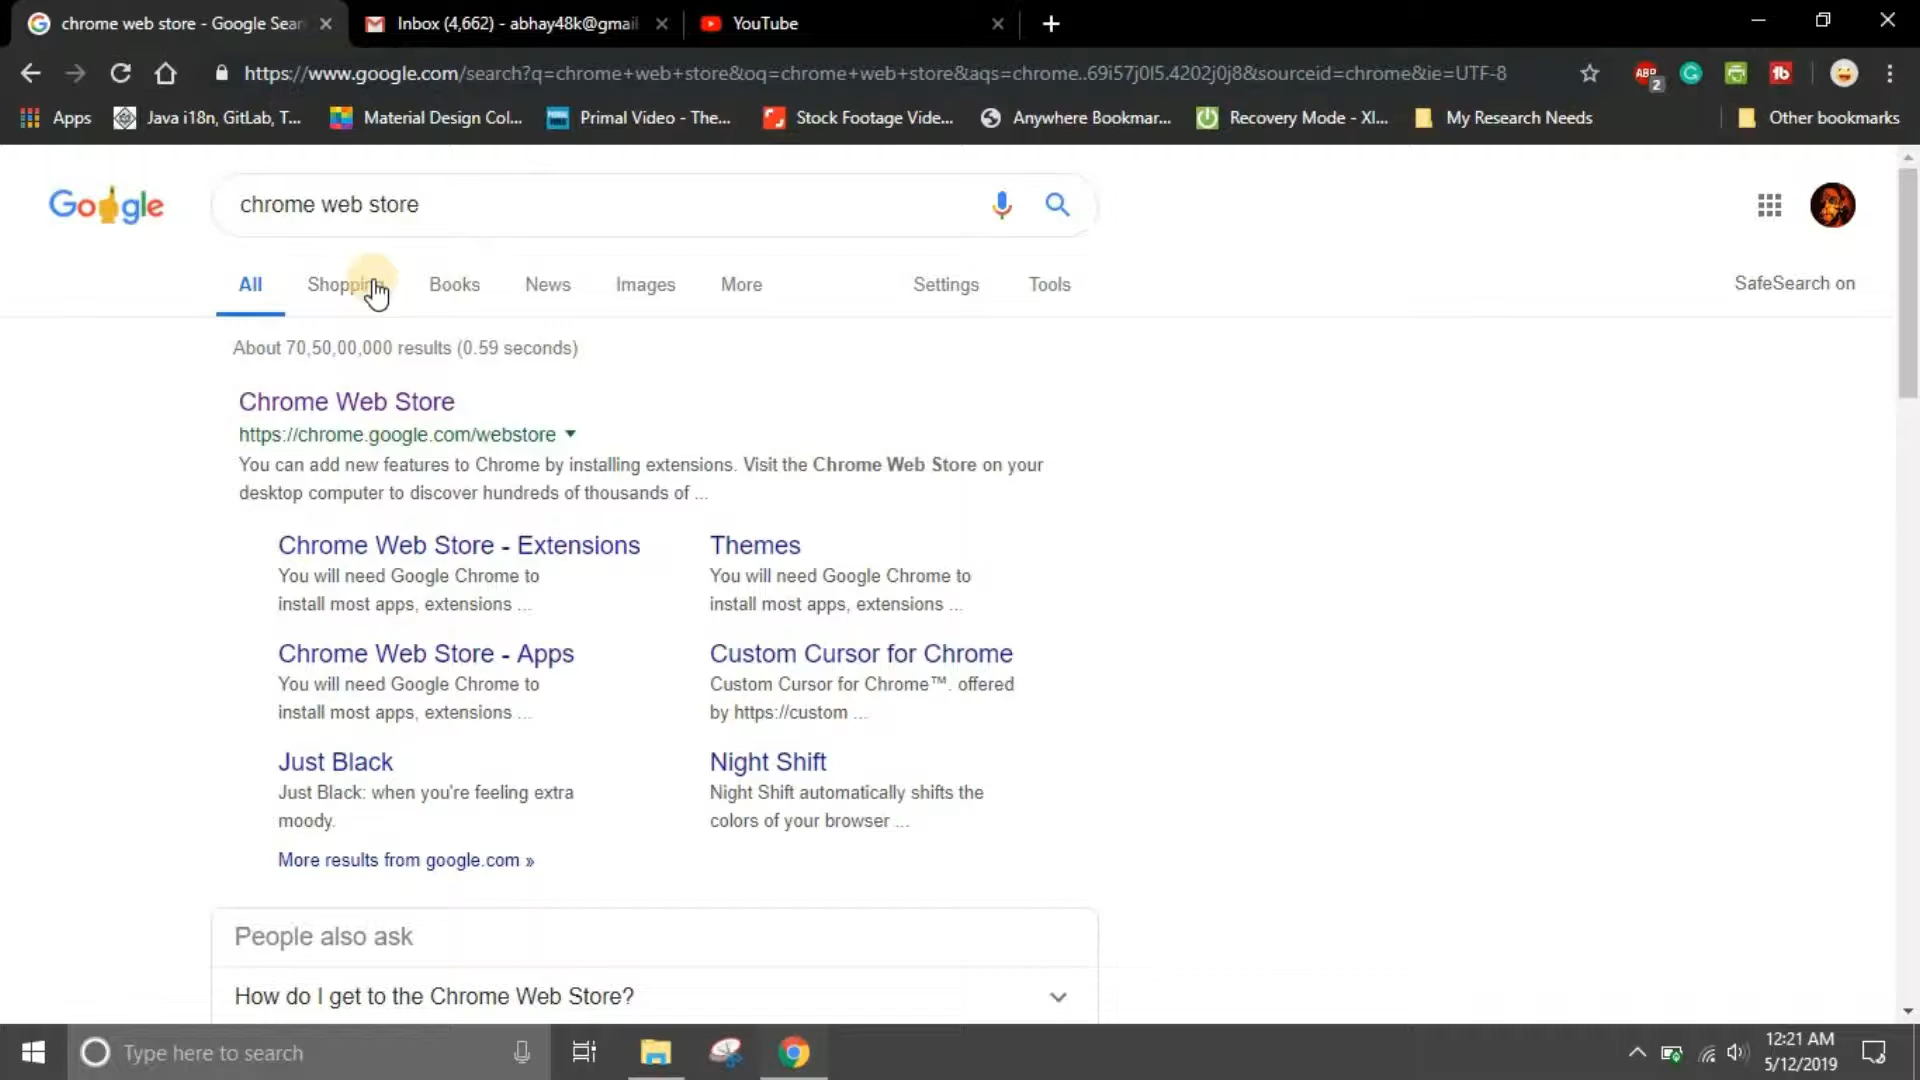 chrome web store - Google Sear
Inbox (4,662) - abhay48k@gmai
YouTube
https://www.google.com/search?q=chrome+web+store&oq=chrome+web+store&aqs=chrome..69i57j0l5.4202j0j8&sourceid=chrome&ie=UTF-8
ABP
2
Apps
Java i18n, GitLab, T...
Material Design Col...
Primal Video - The...
Stock Footage Vide...
Anywhere Bookmar...
Recovery Mode - XI...
My Research Needs
Other bookmarks
Google
chrome web store
All
Shopping
Books
News
Images
More
Settings
Tools
SafeSearch on
About 70,50,00,000 results (0.59 seconds)
Chrome Web Store
https://chrome.google.com/webstore
You can add new features to Chrome by installing extensions. Visit the Chrome Web Store on your
desktop computer to discover hundreds of thousands of ...
Chrome Web Store - Extensions
You will need Google Chrome to
install most apps, extensions ...
Themes
You will need Google Chrome to
install most apps, extensions ...
Chrome Web Store - Apps
You will need Google Chrome to
install most apps, extensions ...
Custom Cursor for Chrome
Custom Cursor for Chrome™. offered
by https://custom ...
Just Black
Just Black: when you're feeling extra
moody.
Night Shift
Night Shift automatically shifts the
colors of your browser ...
More results from google.com »
People also ask
How do I get to the Chrome Web Store?
Type here to search
12:21 AM
5/12/2019